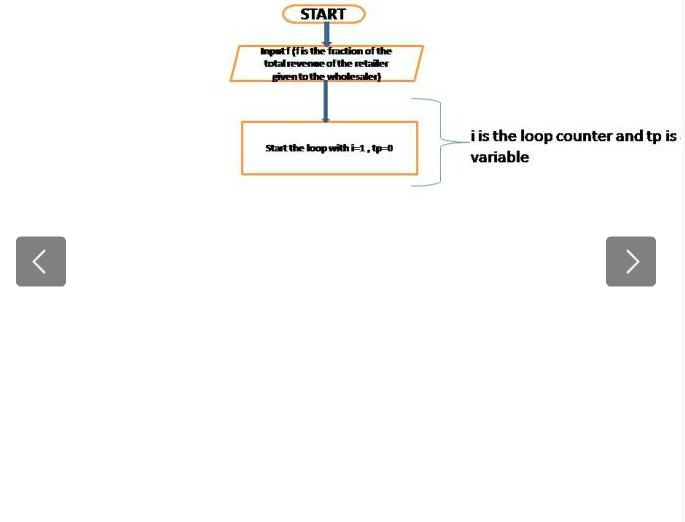 START
Input f (f is the fraction of the
total revenue of the retailer
given to the wholesaler)
Start the loop with i=1 , tp=0
i is the loop counter and tp is
variable